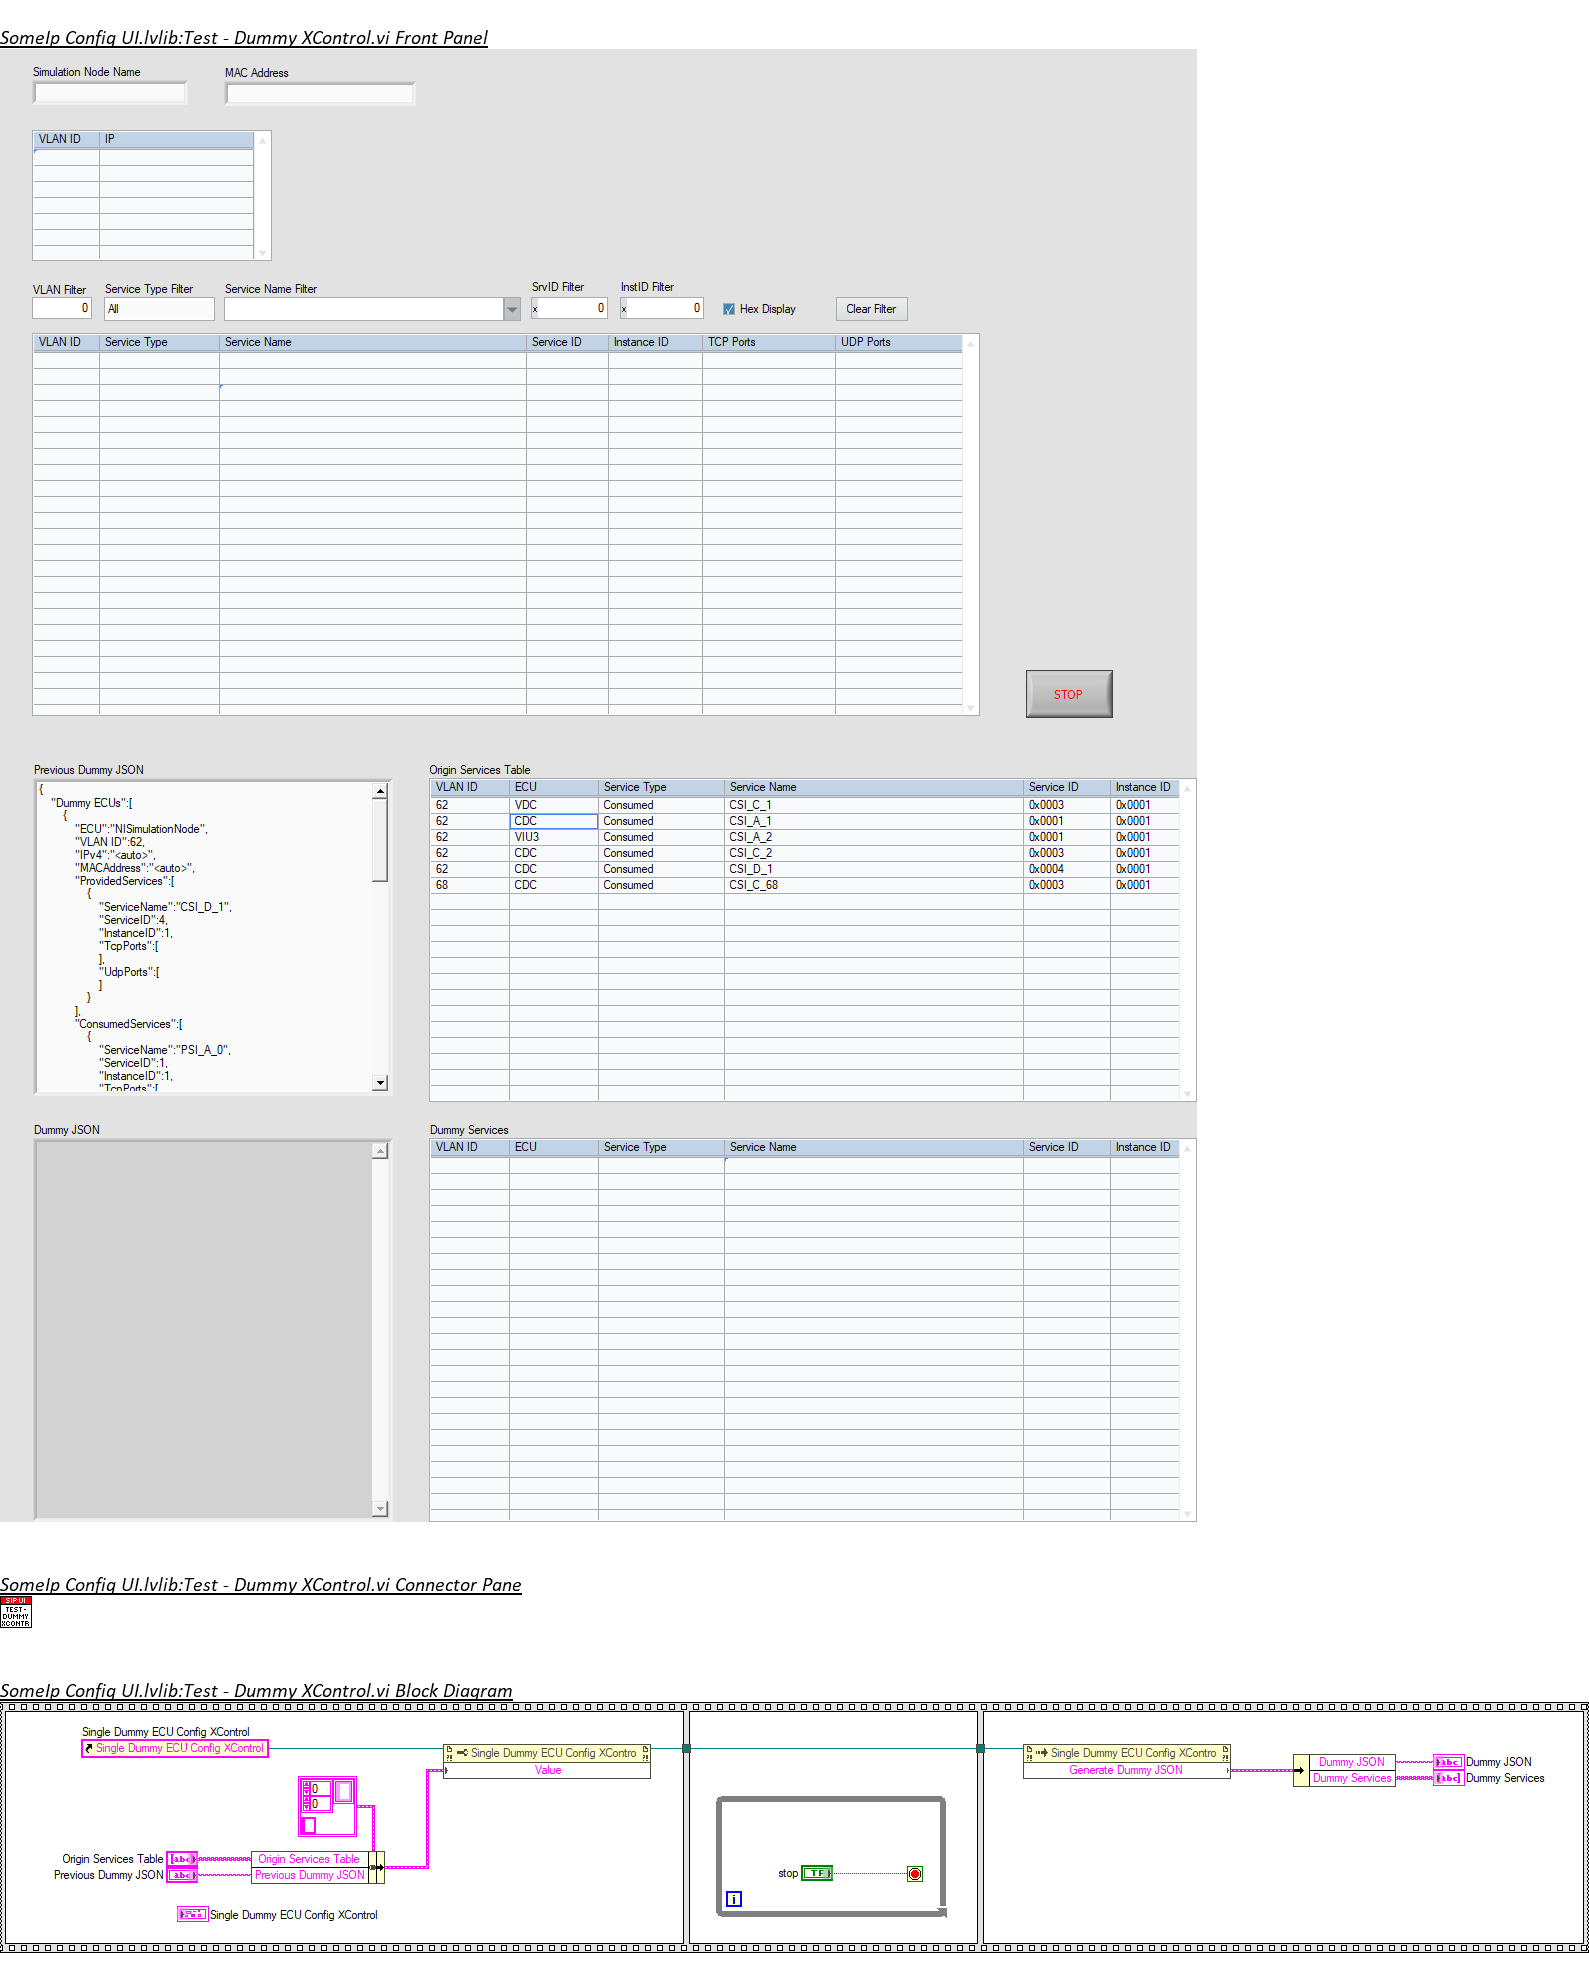 SomeIp Config UI.lvlib:Test - Dummy XControl.vi Front Panel
Simulation Node Name
MAC Address
VLAN ID IP
VLAN Filter Service Type Filter Service Name Filter SrvID Filter InstID Filter
0 All x 0 x 0 Hex Display Clear Filter
VLAN ID Service Type Service Name Service ID Instance ID TCP Ports UDP Ports
STOP
Previous Dummy JSON
{
"Dummy ECUs":[
{
"ECU":"NISimulationNode",
"VLAN ID":62,
"IPv4":"<auto>",
"MACAddress":"<auto>",
"ProvidedServices":[
{
"ServiceName":"CSI_D_1",
"ServiceID":4,
"InstanceID":1,
"TcpPorts":[
],
"UdpPorts":[
]
}
],
"ConsumedServices":[
{
"ServiceName":"PSI_A_0",
"ServiceID":1,
"InstanceID":1,
"TcpPorts":[
Origin Services Table
VLAN ID ECU Service Type Service Name Service ID Instance ID
62 VDC Consumed CSI_C_1 0x0003 0x0001
62 CDC Consumed CSI_A_1 0x0001 0x0001
62 VIU3 Consumed CSI_A_2 0x0001 0x0001
62 CDC Consumed CSI_C_2 0x0003 0x0001
62 CDC Consumed CSI_D_1 0x0004 0x0001
68 CDC Consumed CSI_C_68 0x0003 0x0001
Dummy JSON
Dummy Services
VLAN ID ECU Service Type Service Name Service ID Instance ID
SomeIp Config UI.lvlib:Test - Dummy XControl.vi Connector Pane
SIP UI
TEST-
DUMMY
XCONTR
SomeIp Config UI.lvlib:Test - Dummy XControl.vi Block Diagram
Single Dummy ECU Config XControl
Single Dummy ECU Config XControl
Single Dummy ECU Config XContro
Value
0
0
Origin Services Table abc Origin Services Table
Previous Dummy JSON abc Previous Dummy JSON
Single Dummy ECU Config XControl
stop TF
i
Single Dummy ECU Config XContro
Generate Dummy JSON
Dummy JSON abc Dummy JSON
Dummy Services abc Dummy Services